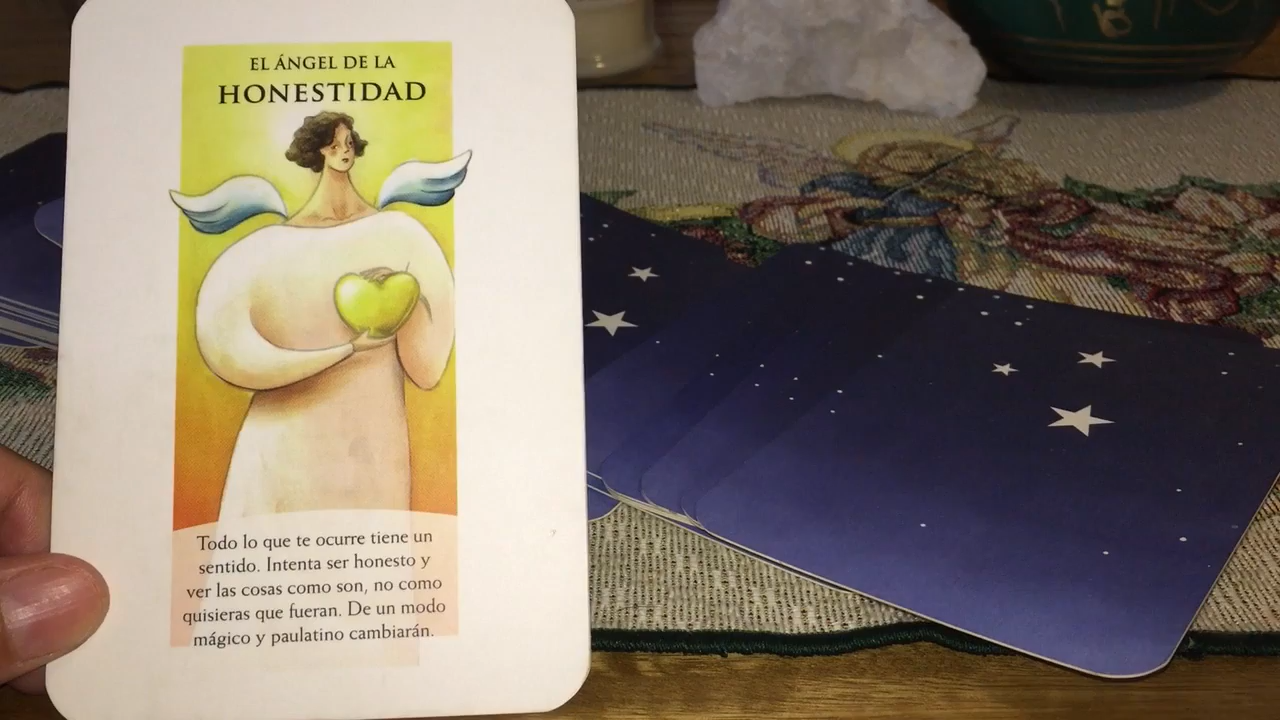 EL ÁNGEL DE LA
HONESTIDAD
Todo lo que te ocurre tiene un
sentido. Intenta ser honesto y
ver las cosas como son, no como
quisieras que fueran. De un modo
mágico y paulatino cambiarán.